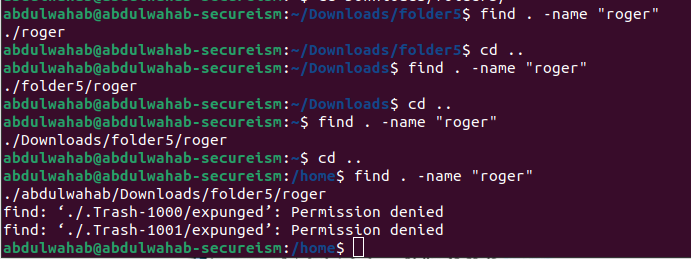 abdulwahab@abdulwahab-secureism:~/Downloads/folder5$ find . -name "roger"
./roger
abdulwahab@abdulwahab-secureism:~/Downloads/folder5$ cd ..
abdulwahab@abdulwahab-secureism:~/Downloads$ find . -name "roger"
./folder5/roger
abdulwahab@abdulwahab-secureism:~/Downloads$ cd ..
abdulwahab@abdulwahab-secureism:~$ find . -name "roger"
./Downloads/folder5/roger
abdulwahab@abdulwahab-secureism:~$ cd ..
abdulwahab@abdulwahab-secureism:/home$ find . -name "roger"
./abdulwahab/Downloads/folder5/roger
find: ‘./.Trash-1000/expunged’: Permission denied
find: ‘./.Trash-1001/expunged’: Permission denied
abdulwahab@abdulwahab-secureism:/home$